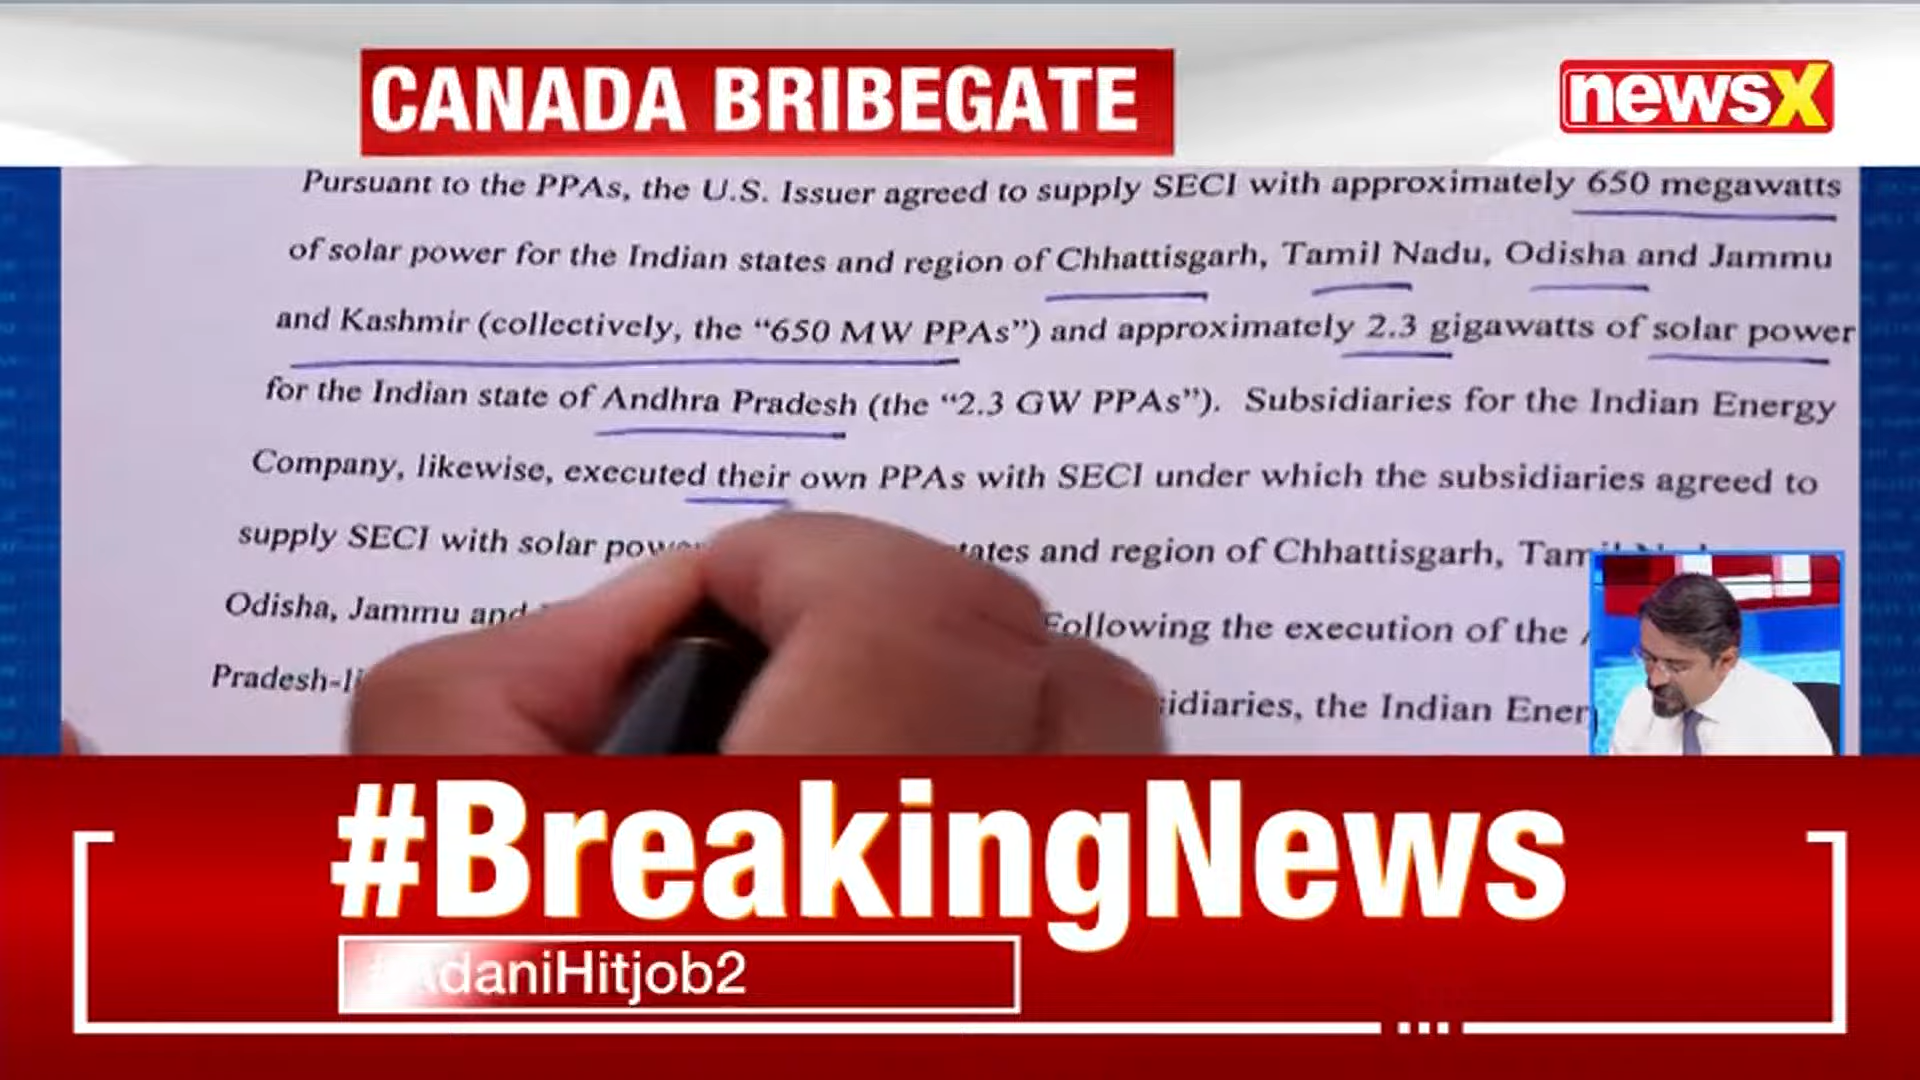 CANADA BRIBEGATE
newsX
Pursuant to the PPAs, the U.S. Issuer agreed to supply SECI with approximately 650 megawatts
of solar power for the Indian states and region of Chhattisgarh, Tamil Nadu, Odisha and Jammu
and Kashmir (collectively, the “650 MW PPAs”) and approximately 2.3 gigawatts of solar power
for the Indian state of Andhra Pradesh (the “2.3 GW PPAs”). Subsidiaries for the Indian Energy
Company, likewise, executed their own PPAs with SECI under which the subsidiaries agreed to
supply SECI with solar states and region of Chhattisgarh,
Odisha, Jammu and Following the execution of the
the Indian
#BreakingNews
#AdaniHitjob2